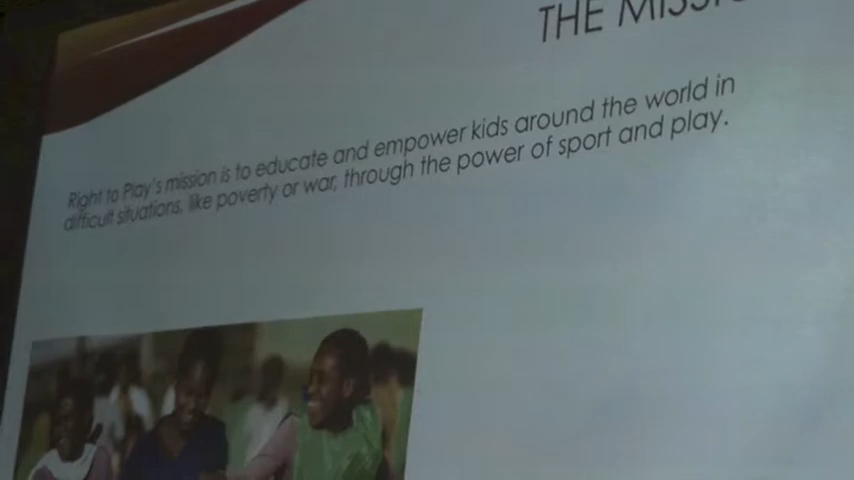 THE MISSI
Right to Play's mission is to educate and empower kids around the world in
difficult situations, like poverty or war, through the power of sport and play.